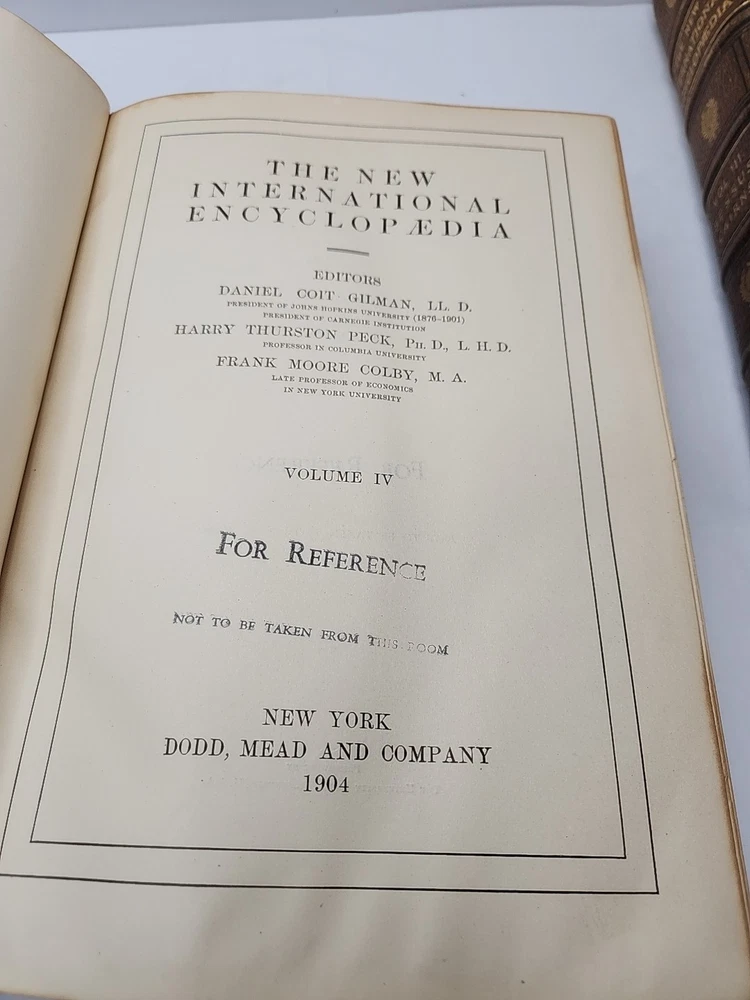 THE NEW
INTERNATIONAL
ENCYCLOPÆDIA
EDITORS
DANIEL COIT GILMAN, LL. D.
PRESIDENT OF JOHNS HOPKINS UNIVERSITY (1876-1901)
PRESIDENT OF CARNEGIE INSTITUTION
HARRY THURSTON PECK, PH. D., L. H. D.
PROFESSOR IN COLUMBIA UNIVERSITY
FRANK MOORE COLBY, M. A.
LATE PROFESSOR OF ECONOMICS
IN NEW YORK UNIVERSITY
VOLUME IV
FOR REFERENCE
NOT TO BE TAKEN FROM THIS ROOM
NEW YORK
DODD, MEAD AND COMPANY
1904